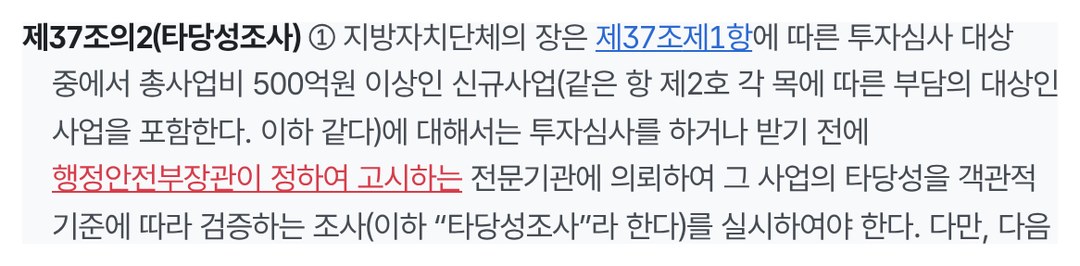 제37조의2(타당성조사) ① 지방자치단체의 장은 제37조제1항에 따른 투자심사 대상
중에서 총사업비 500억원 이상인 신규사업(같은 항 제2호 각 목에 따른 부담의 대상인
사업을 포함한다. 이하 같다)에 대해서는 투자심사를 하거나 받기 전에
행정안전부장관이 정하여 고시하는 전문기관에 의뢰하여 그 사업의 타당성을 객관적
기준에 따라 검증하는 조사(이하 “타당성조사”라 한다)를 실시하여야 한다. 다만, 다음